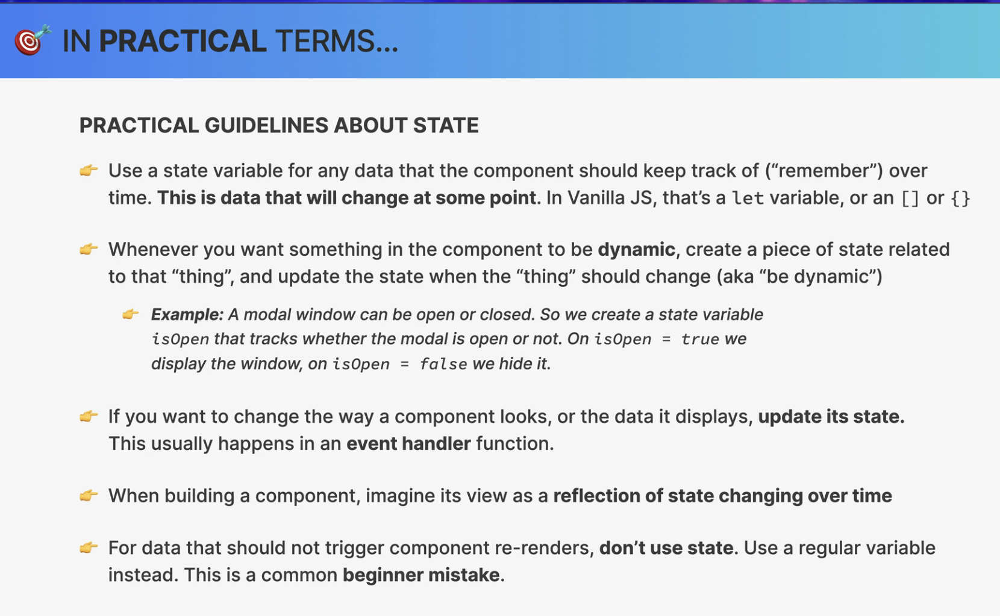 IN PRACTICAL TERMS...
PRACTICAL GUIDELINES ABOUT STATE
Use a state variable for any data that the component should keep track of (“remember”) over
time. This is data that will change at some point. In Vanilla JS, that’s a let variable, or an [] or {}
Whenever you want something in the component to be dynamic, create a piece of state related
to that “thing”, and update the state when the “thing” should change (aka “be dynamic”)
Example: A modal window can be open or closed. So we create a state variable
isOpen that tracks whether the modal is open or not. On isOpen = true we
display the window, on isOpen = false we hide it.
If you want to change the way a component looks, or the data it displays, update its state.
This usually happens in an event handler function.
When building a component, imagine its view as a reflection of state changing over time
For data that should not trigger component re-renders, don’t use state. Use a regular variable
instead. This is a common beginner mistake.